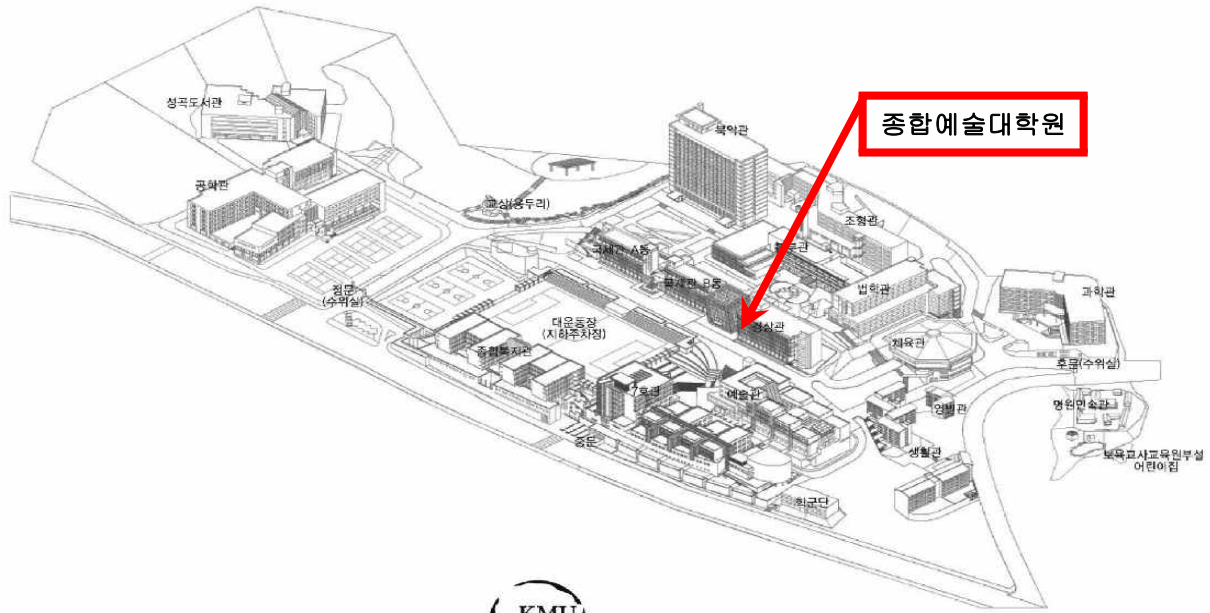 종합예술대학원
성곡도서관
북악관
공학관
조형관
국제관 A동
본부관
국제관 B동
법학관
과학관
정문
(수위실)
대운동장
(지하주차장)
경상관
체육관
종합복지관
후문(수위실)
7호관
예술관
명원민속관
생활관
중문
보육교사교육원부설
어린이집
학군단
KMU